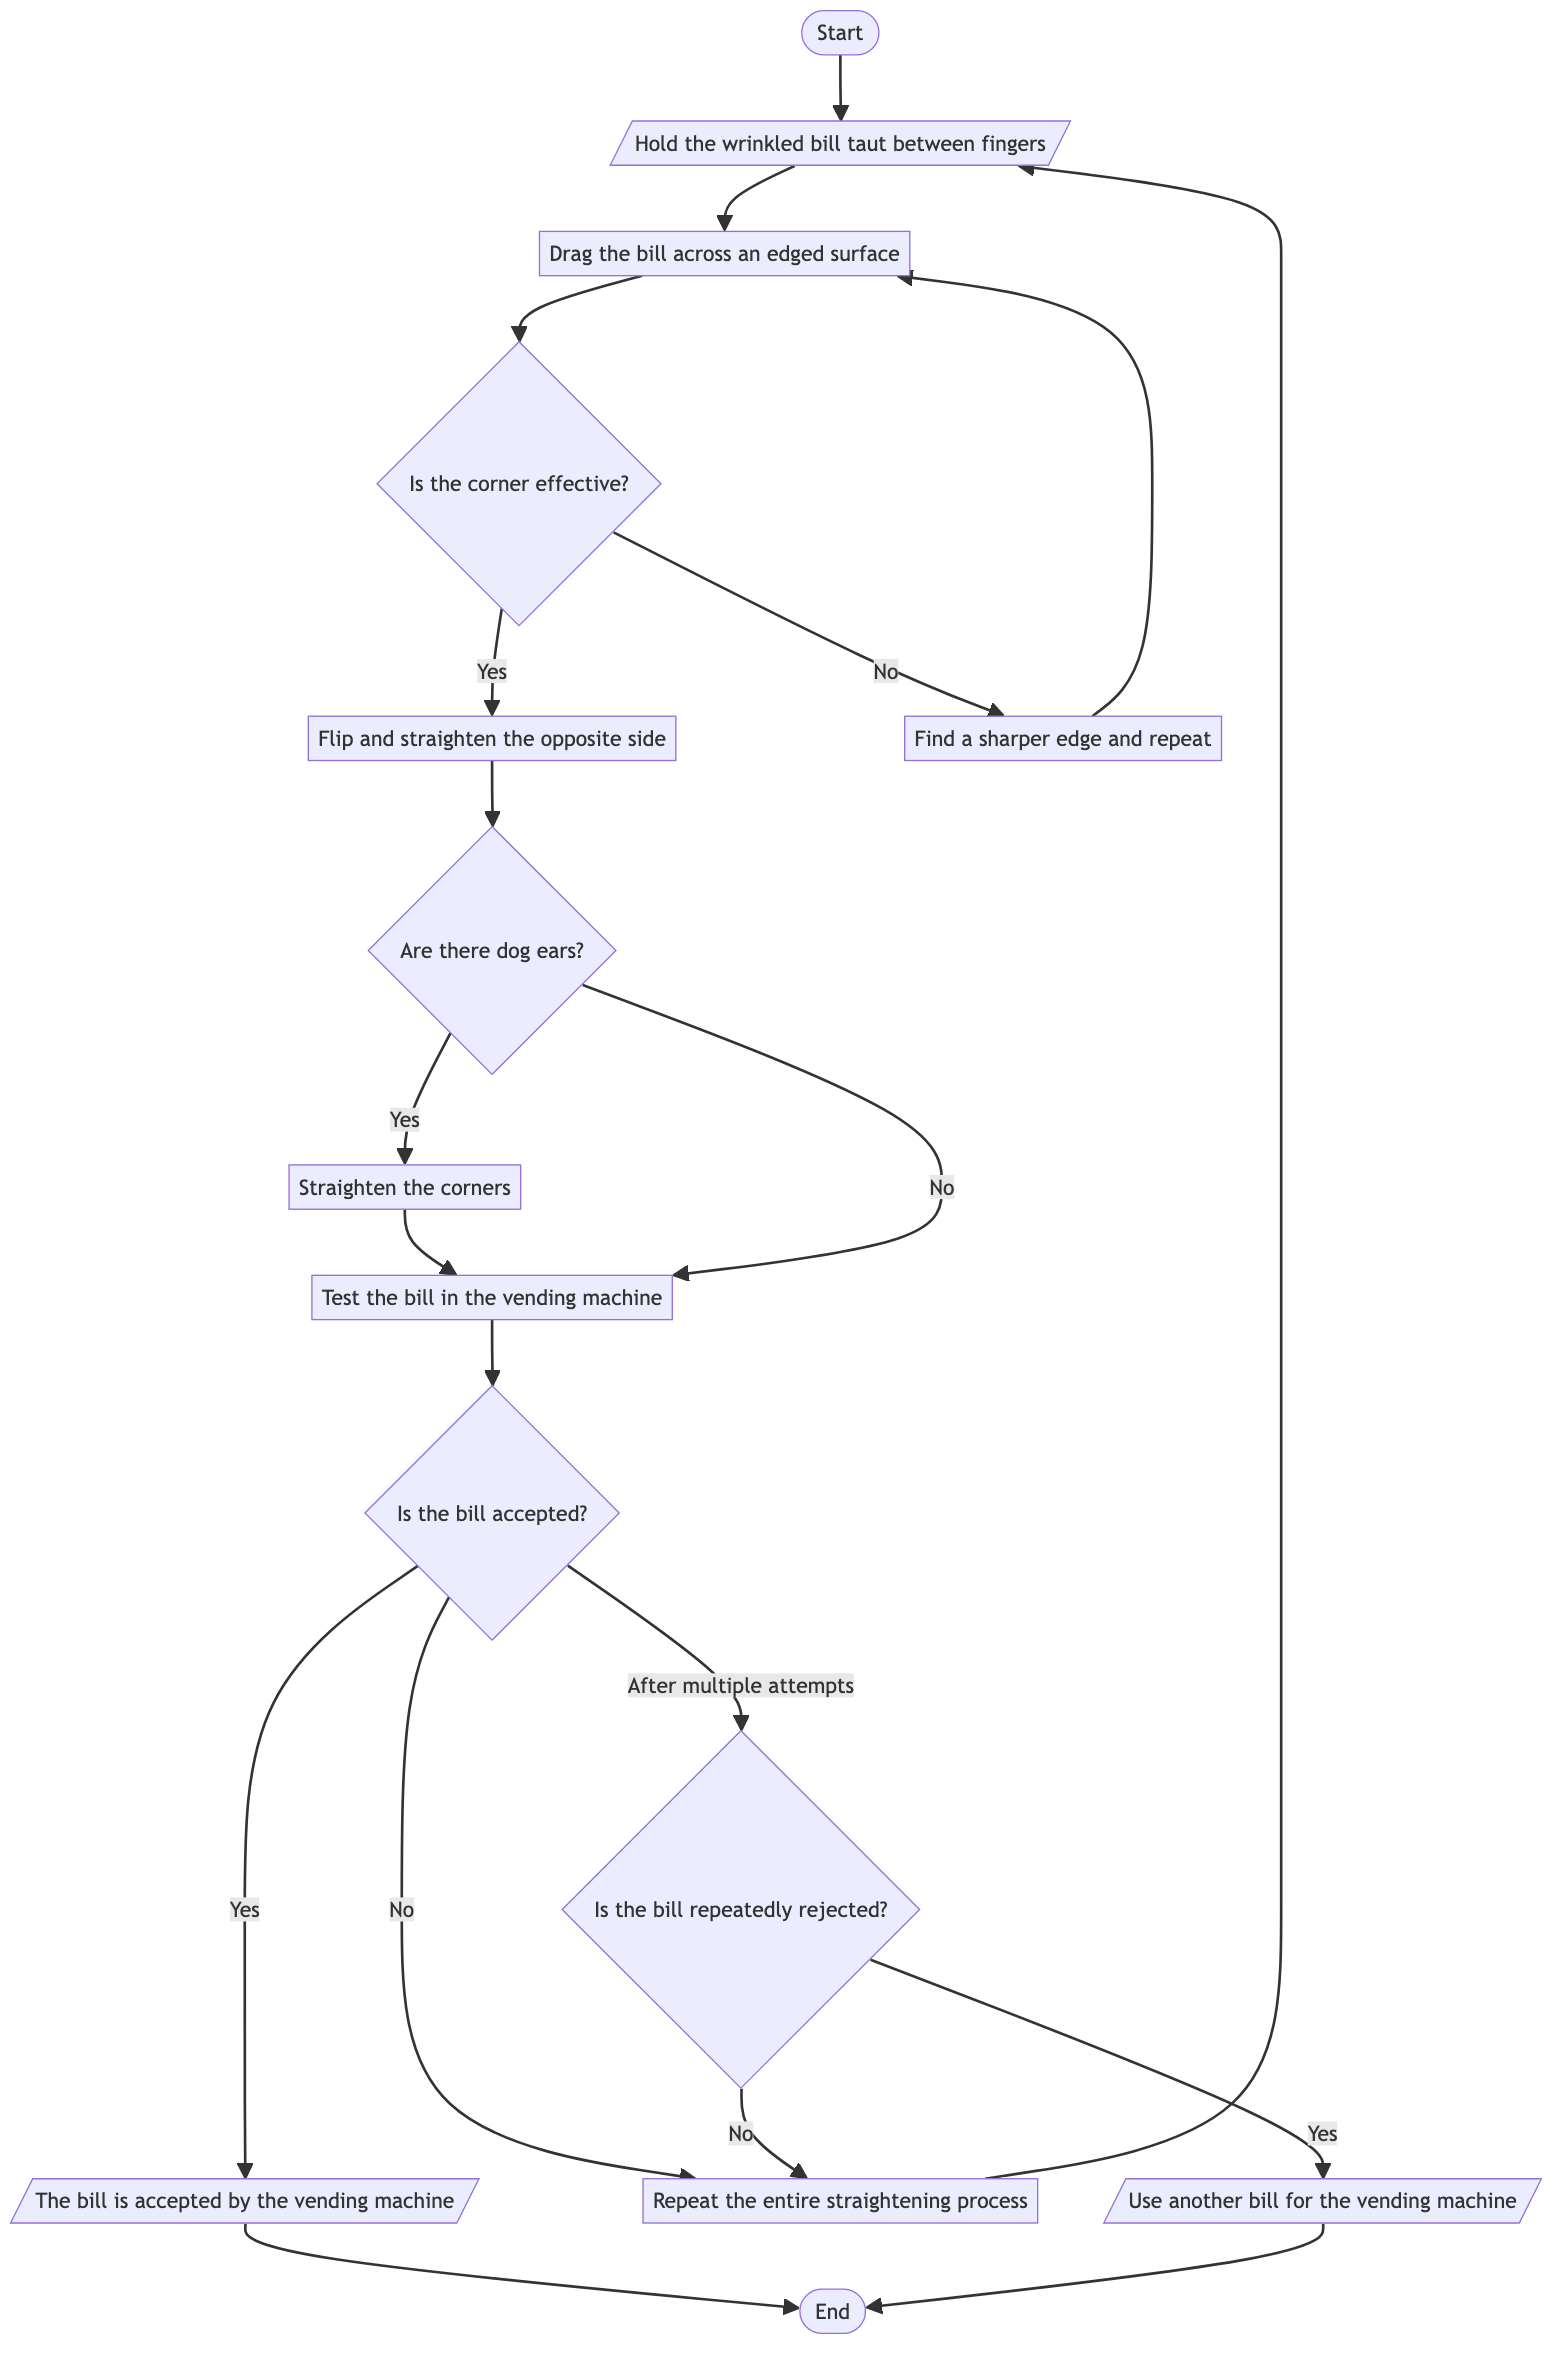 Start
Hold the wrinkled bill taut between fingers
Drag the bill across an edged surface
Is the corner effective?
Yes
No
Flip and straighten the opposite side
Find a sharper edge and repeat
Are there dog ears?
Yes
Straighten the corners
No
Test the bill in the vending machine
Is the bill accepted?
After multiple attempts
Yes
No
Is the bill repeatedly rejected?
No
Yes
The bill is accepted by the vending machine
Repeat the entire straightening process
Use another bill for the vending machine
End